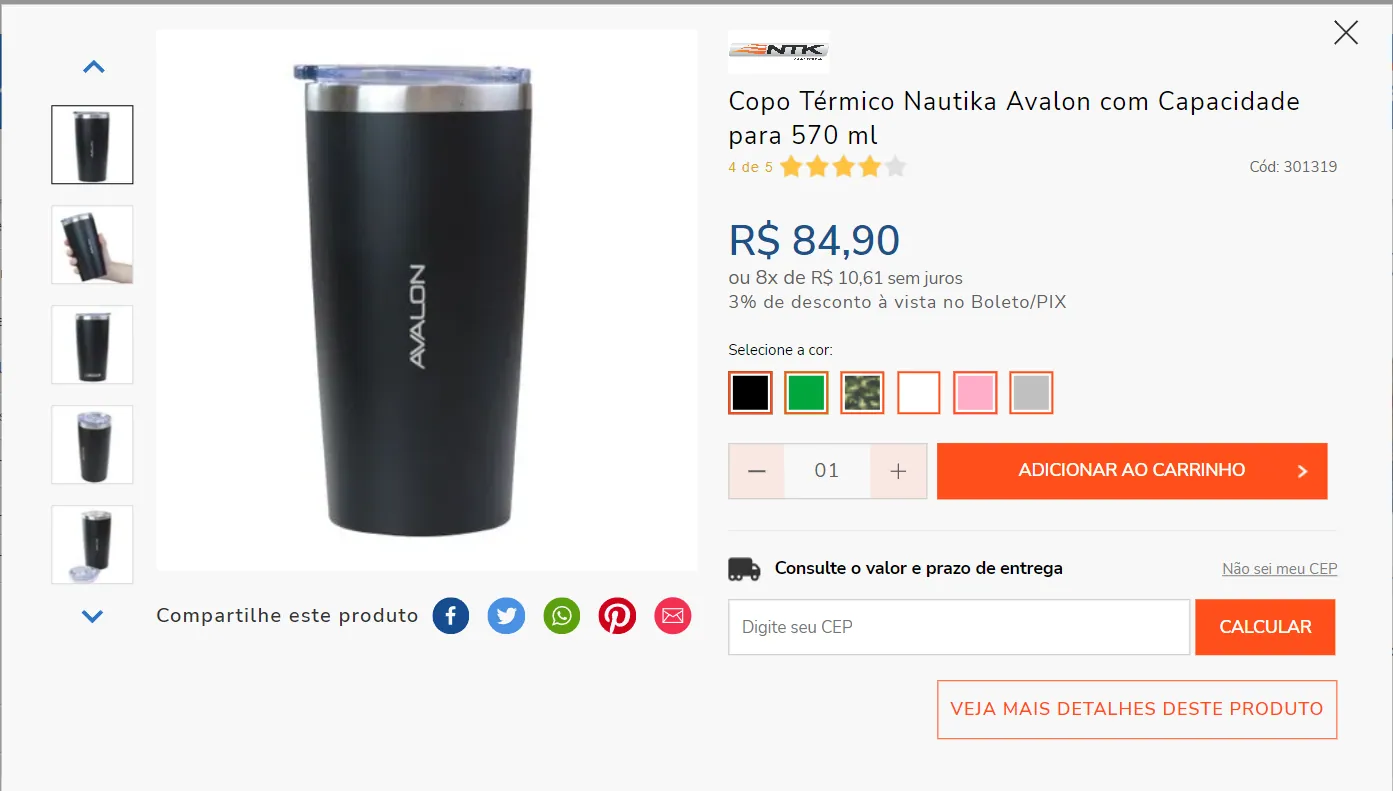 NTK
Copo Térmico Nautika Avalon com Capacidade
para 570 ml
4 de 5
Cód: 301319
AVALON
R$ 84,90
ou 8x de R$ 10,61 sem juros
3% de desconto à vista no Boleto/PIX
Selecione a cor:
01
ADICIONAR AO CARRINHO
Consulte o valor e prazo de entrega
Não sei meu CEP
Digite seu CEP
CALCULAR
Compartilhe este produto
VEJA MAIS DETALHES DESTE PRODUTO